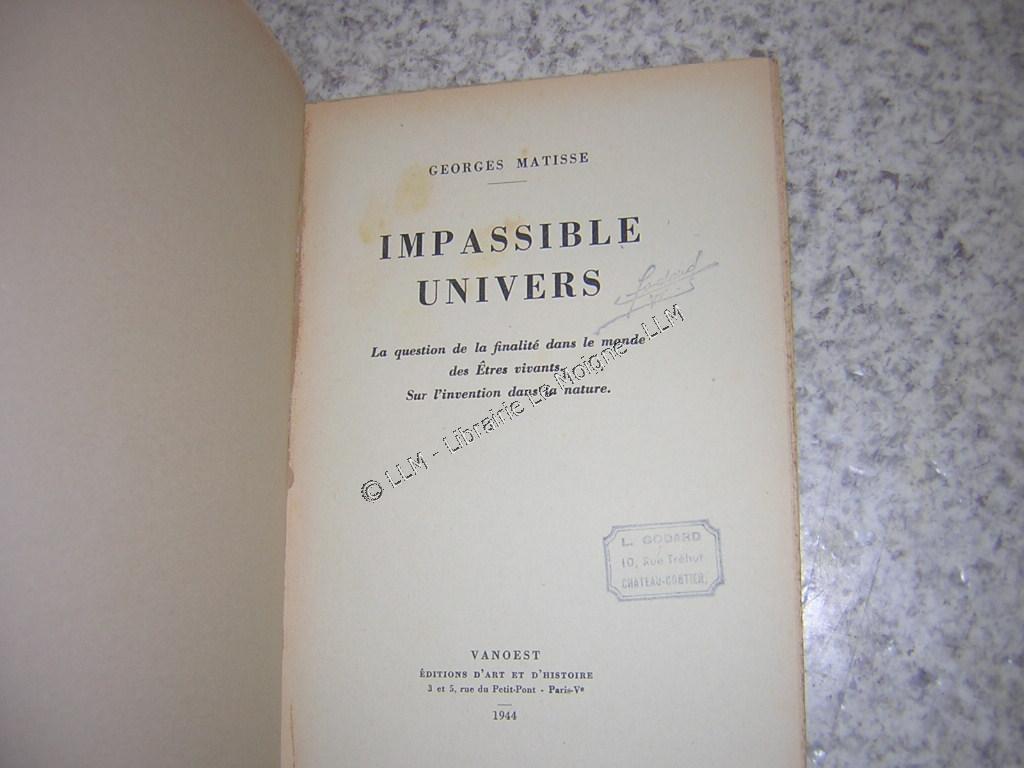 GEORGES MATISSE
IMPASSIBLE
UNIVERS
Godard
La question de la finalité dans le monde
des Êtres vivants.
Sur l'invention dans la nature.
© LLM - Librairie Le Moigne - LLM
L. GODARD
10, Rue Tréhut
CHATEAU-GONTIER
VANOEST
ÉDITIONS D'ART ET D'HISTOIRE
3 et 5, rue du Petit-Pont - Paris-Vᵉ
1944